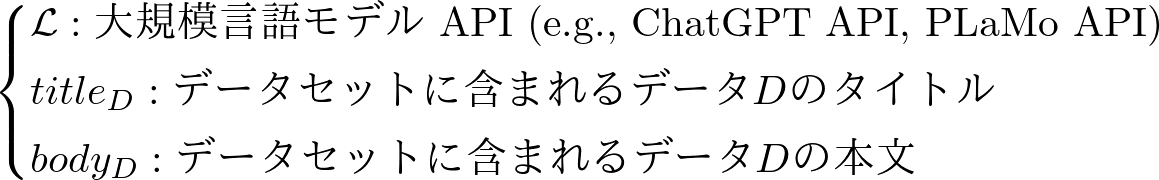 ℒ : 大規模言語モデル API (e.g., ChatGPT API, PLaMo API)
title_D : データセットに含まれるデータDのタイトル
body_D : データセットに含まれるデータDの本文